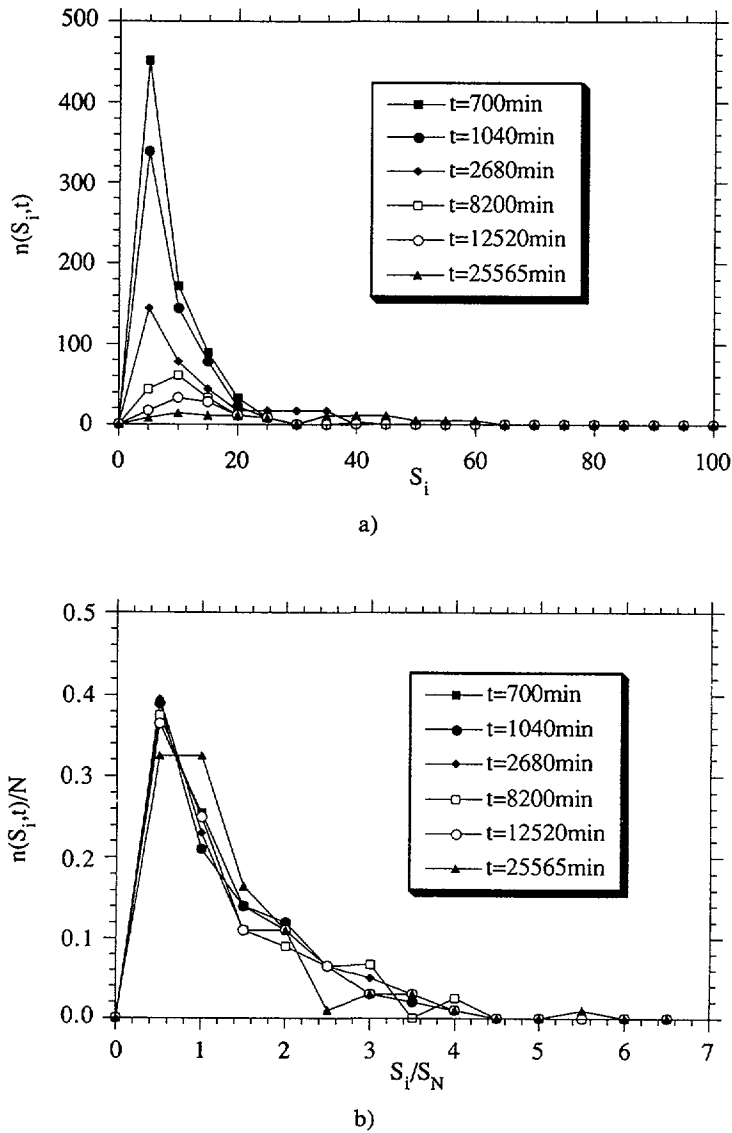 500
400
300
200
100
0
n(S_i,t)
t=700min
t=1040min
t=2680min
t=8200min
t=12520min
t=25565min
0 20 40 60 80 100
S_i
a)
0.5
0.4
0.3
0.2
0.1
0.0
n(S_i,t)/N
t=700min
t=1040min
t=2680min
t=8200min
t=12520min
t=25565min
0 1 2 3 4 5 6 7
S_i/S_N
b)